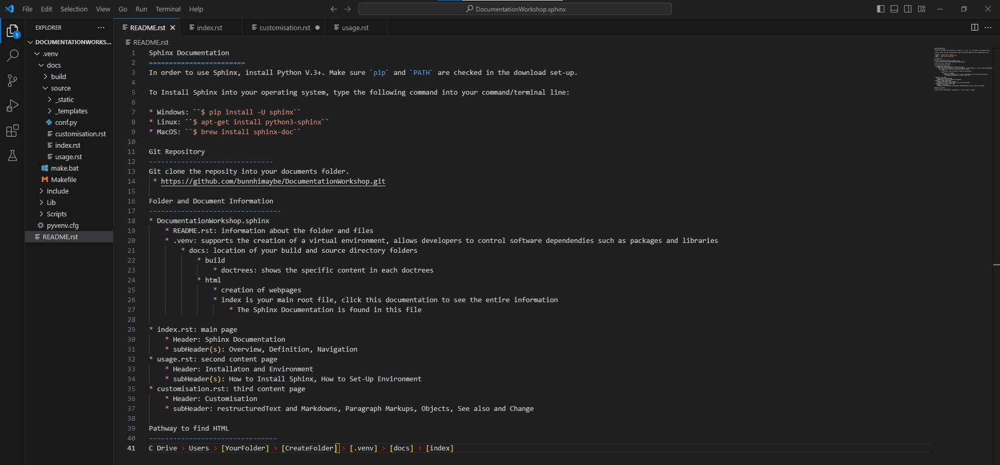 File Edit Selection View Go Run Terminal Help
DocumentationWorkshop.sphinx
EXPLORER
README.rst index.rst customisation.rst usage.rst
1
DOCUMENTATIONWORKS...
.venv
docs
build
source
_static
_templates
conf.py
customisation.rst
index.rst
usage.rst
make.bat
Makefile
Include
Lib
Scripts
pyvenv.cfg
README.rst
README.rst
1 Sphinx Documentation
2 ========================
3 In order to use Sphinx, install Python V.3+. Make sure `pip` and `PATH` are checked in the download set-up.
4
5 To Install Sphinx into your operating system, type the following command into your command/terminal line:
6
7 * Windows: ``$ pip install -U sphinx``
8 * Linux: ``$ apt-get install python3-sphinx``
9 * MacOS: ``$ brew install sphinx-doc``
10
11 Git Repository
12 -------------------------------
13 Git clone the reposity into your documents folder.
14 * https://github.com/bunnhimaybe/DocumentationWorkshop.git
15
16 Folder and Document Information
17 ---------------------------------
18 * DocumentationWorkshop.sphinx
19 * README.rst: information about the folder and files
20 * .venv: supports the creation of a virtual environment, allows developers to control software dependendies such as packages and libraries
21 * docs: location of your build and source directory folders
22 * build
23 * doctrees: shows the specific content in each doctrees
24 * html
25 * creation of webpages
26 * index is your main root file, click this documentation to see the entire information
27 * The Sphinx Documentation is found in this file
28
29 * index.rst: main page
30 * Header: Sphinx Documentation
31 * subHeader(s): Overview, Definition, Navigation
32 * usage.rst: second content page
33 * Header: Installaton and Environment
34 * subHeader(s): How to Install Sphinx, How to Set-Up Environment
35 * customisation.rst: third content page
36 * Header: Customisation
37 * subHeader: restructuredText and Markdowns, Paragraph Markups, Objects, See also and Change
38
39 Pathway to find HTML
40 --------------------------------
41 C Drive > Users > [YourFolder] > [CreateFolder] > [.venv] > [docs] > [index]